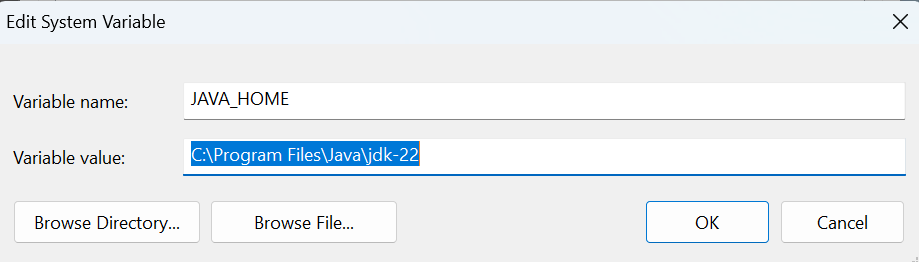 Edit System Variable
Variable name:
JAVA_HOME
Variable value:
C:\Program Files\Java\jdk-22
Browse Directory...
Browse File...
OK
Cancel